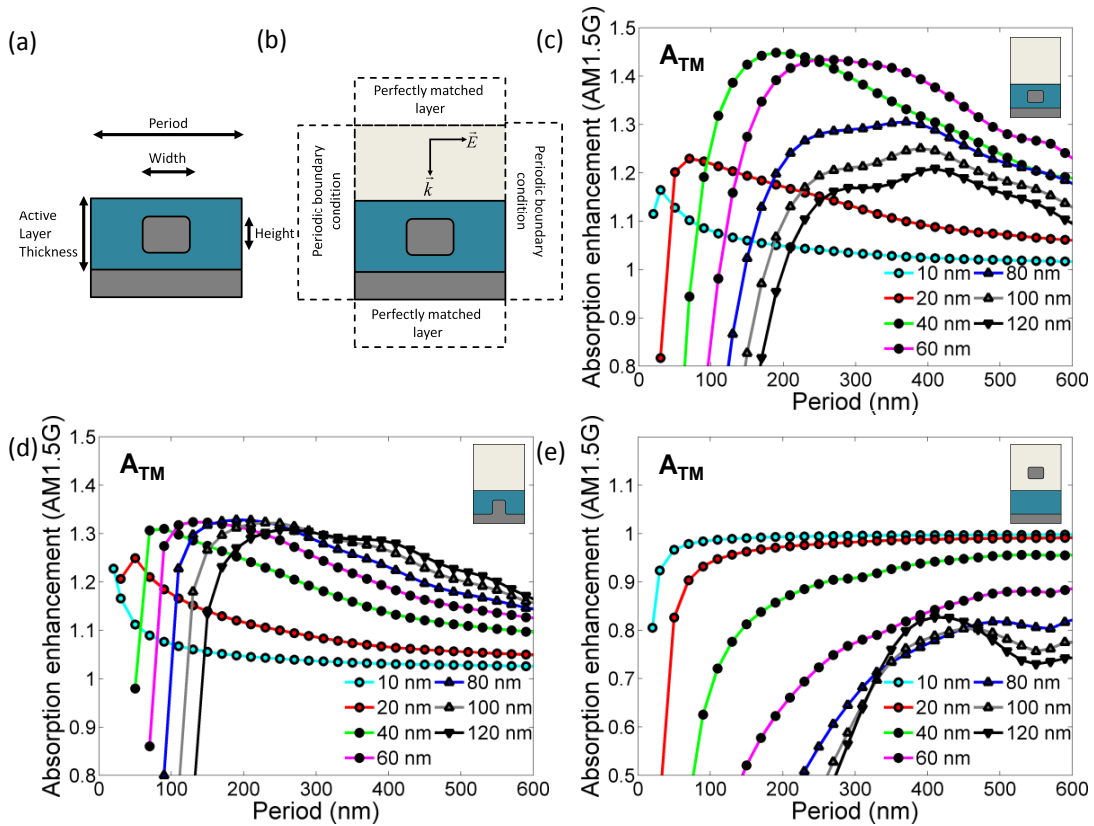 (a)
Period
Width
Active
Layer
Thickness
Height
(b)
Perfectly matched
layer
Periodic boundary
condition
E
k
Periodic boundary
condition
Perfectly matched
layer
(c)
A_TM
Absorption enhancement (AM1.5G)
1.5
1.4
1.3
1.2
1.1
1
0.9
0.8
0 100 200 300 400 500 600
Period (nm)
10 nm
20 nm
40 nm
60 nm
80 nm
100 nm
120 nm
(d)
A_TM
Absorption enhancement (AM1.5G)
1.5
1.4
1.3
1.2
1.1
1
0.9
0.8
0 100 200 300 400 500 600
Period (nm)
10 nm
20 nm
40 nm
60 nm
80 nm
100 nm
120 nm
(e)
A_TM
Absorption enhancement (AM1.5G)
1.1
1
0.9
0.8
0.7
0.6
0.5
0 100 200 300 400 500 600
Period (nm)
10 nm
20 nm
40 nm
60 nm
80 nm
100 nm
120 nm